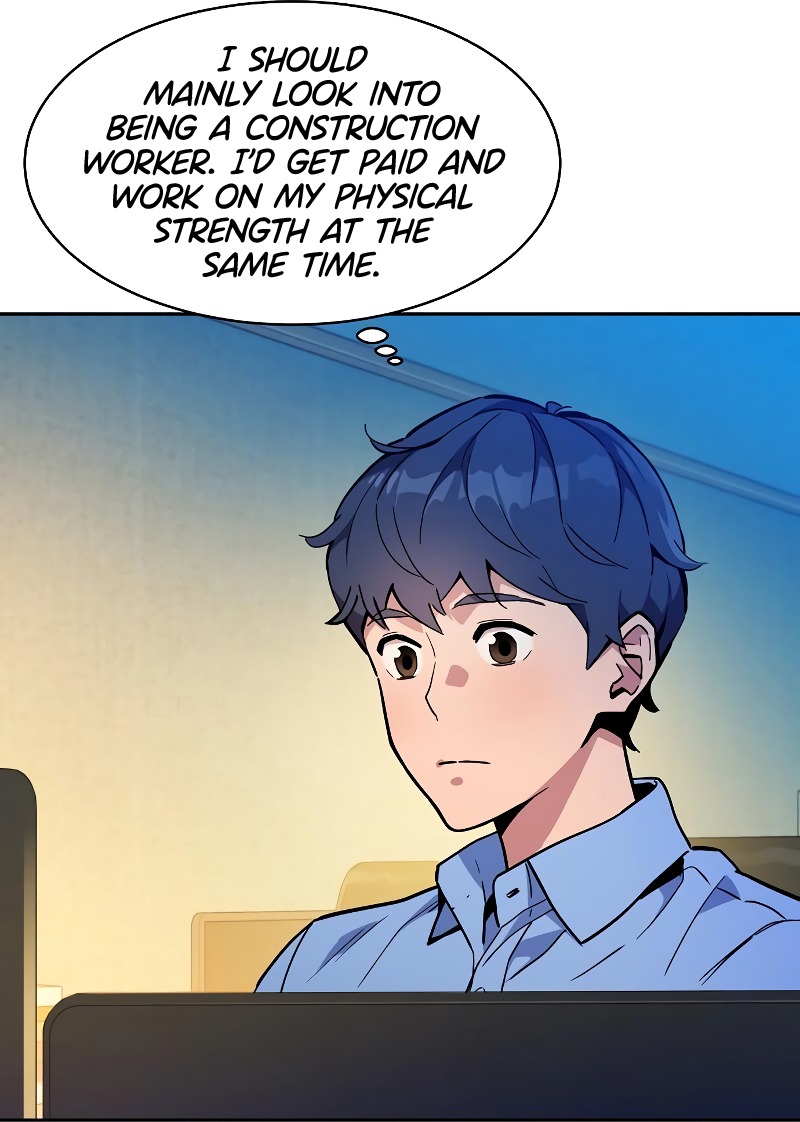 I SHOULD
MAINLY LOOK INTO
BEING A CONSTRUCTION
WORKER. I'D GET PAID AND
WORK ON MY PHYSICAL
STRENGTH AT THE
SAME TIME.